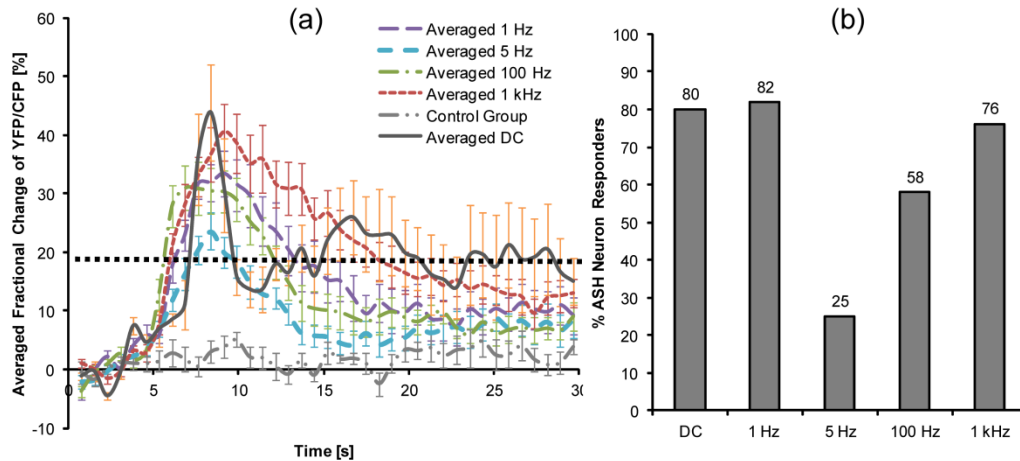 (a)
Averaged Fractional Change of YFP/CFP [%]
60
50
40
30
20
10
0
-10
0
5
10
15
20
25
30
Time [s]
Averaged 1 Hz
Averaged 5 Hz
Averaged 100 Hz
Averaged 1 kHz
Control Group
Averaged DC
(b)
% ASH Neuron Responders
100
90
80
70
60
50
40
30
20
10
0
80
82
25
58
76
DC
1 Hz
5 Hz
100 Hz
1 kHz